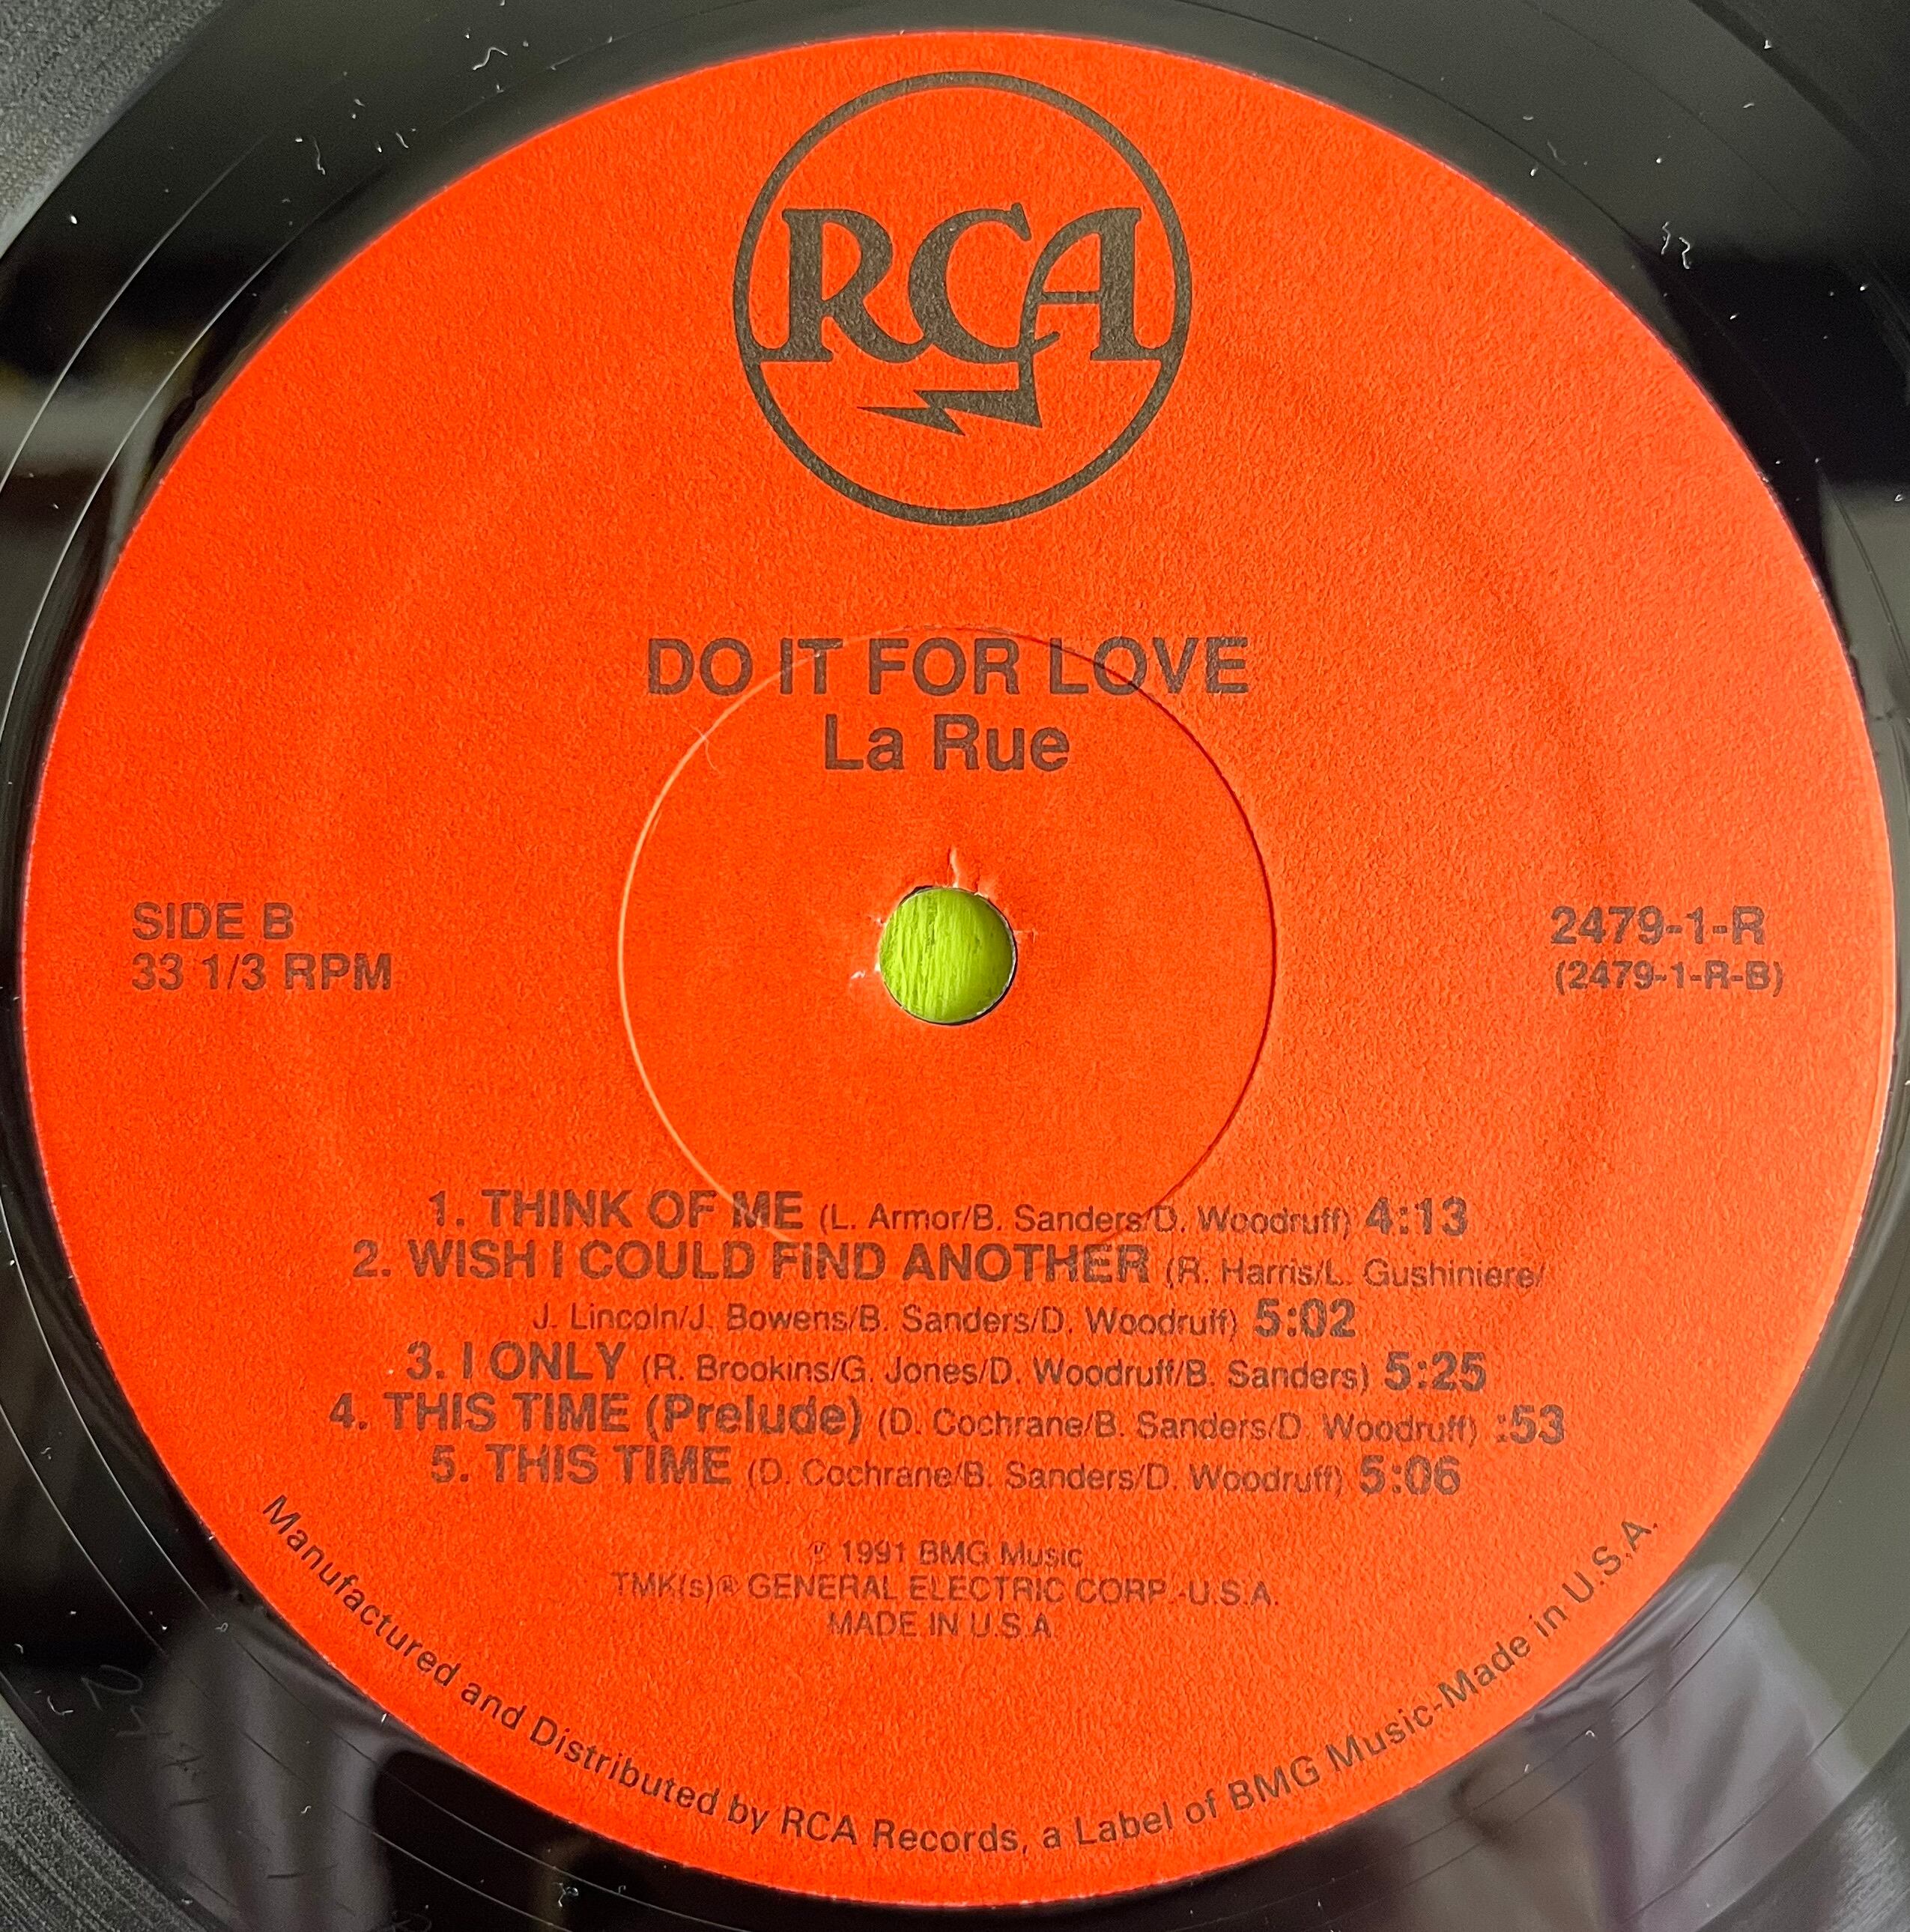 RCA
DO IT FOR LOVE
La Rue
SIDE B
33 1/3 RPM
2479-1-R
(2479-1-R-B)
1. THINK OF ME (L. Armor/B. Sanders/D. Woodruff) 4:13
2. WISH I COULD FIND ANOTHER (R. Harris/L. Gushiniere/
J. Lincoln/J. Bowens/B. Sanders/D. Woodruff) 5:02
3. I ONLY (R. Brookins/G. Jones/D. Woodruff/B. Sanders) 5:25
4. THIS TIME (Prelude) (D. Cochrane/B. Sanders/D. Woodruff) :53
5. THIS TIME (D. Cochrane/B. Sanders/D. Woodruff) 5:06
℗ 1991 BMG Music
TMK(s)® GENERAL ELECTRIC CORP.-U.S.A.
MADE IN U.S.A.
Manufactured and Distributed by RCA Records, a Label of BMG Music-Made in U.S.A.